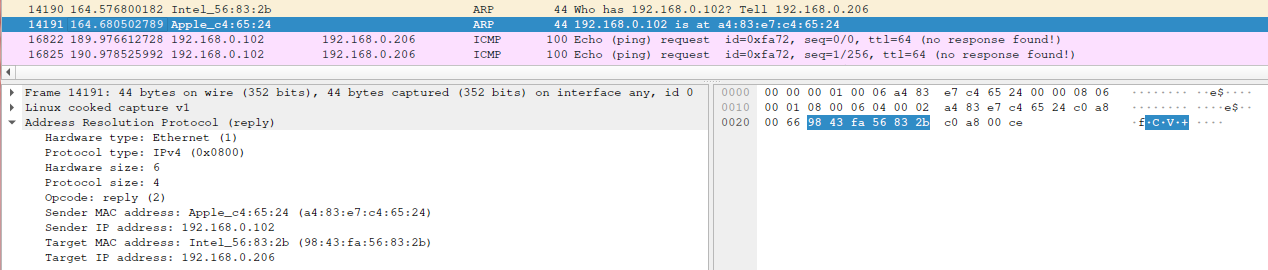 14190 164.576800182 Intel_56:83:2b ARP 44 Who has 192.168.0.102? Tell 192.168.0.206
14191 164.680502789 Apple_c4:65:24 ARP 44 192.168.0.102 is at a4:83:e7:c4:65:24
16822 189.976612728 192.168.0.102 192.168.0.206 ICMP 100 Echo (ping) request id=0xfa72, seq=0/0, ttl=64 (no response found!)
16825 190.978525992 192.168.0.102 192.168.0.206 ICMP 100 Echo (ping) request id=0xfa72, seq=1/256, ttl=64 (no response found!)
Frame 14191: 44 bytes on wire (352 bits), 44 bytes captured (352 bits) on interface any, id 0
Linux cooked capture v1
Address Resolution Protocol (reply)
Hardware type: Ethernet (1)
Protocol type: IPv4 (0x0800)
Hardware size: 6
Protocol size: 4
Opcode: reply (2)
Sender MAC address: Apple_c4:65:24 (a4:83:e7:c4:65:24)
Sender IP address: 192.168.0.102
Target MAC address: Intel_56:83:2b (98:43:fa:56:83:2b)
Target IP address: 192.168.0.206
0000 00 00 00 01 00 06 a4 83 e7 c4 65 24 00 00 08 06 ········ ··e$····
0010 00 01 08 00 06 04 00 02 a4 83 e7 c4 65 24 c0 a8 ········ ····e$··
0020 00 66 98 43 fa 56 83 2b c0 a8 00 ce ·f·C·V·+ ····